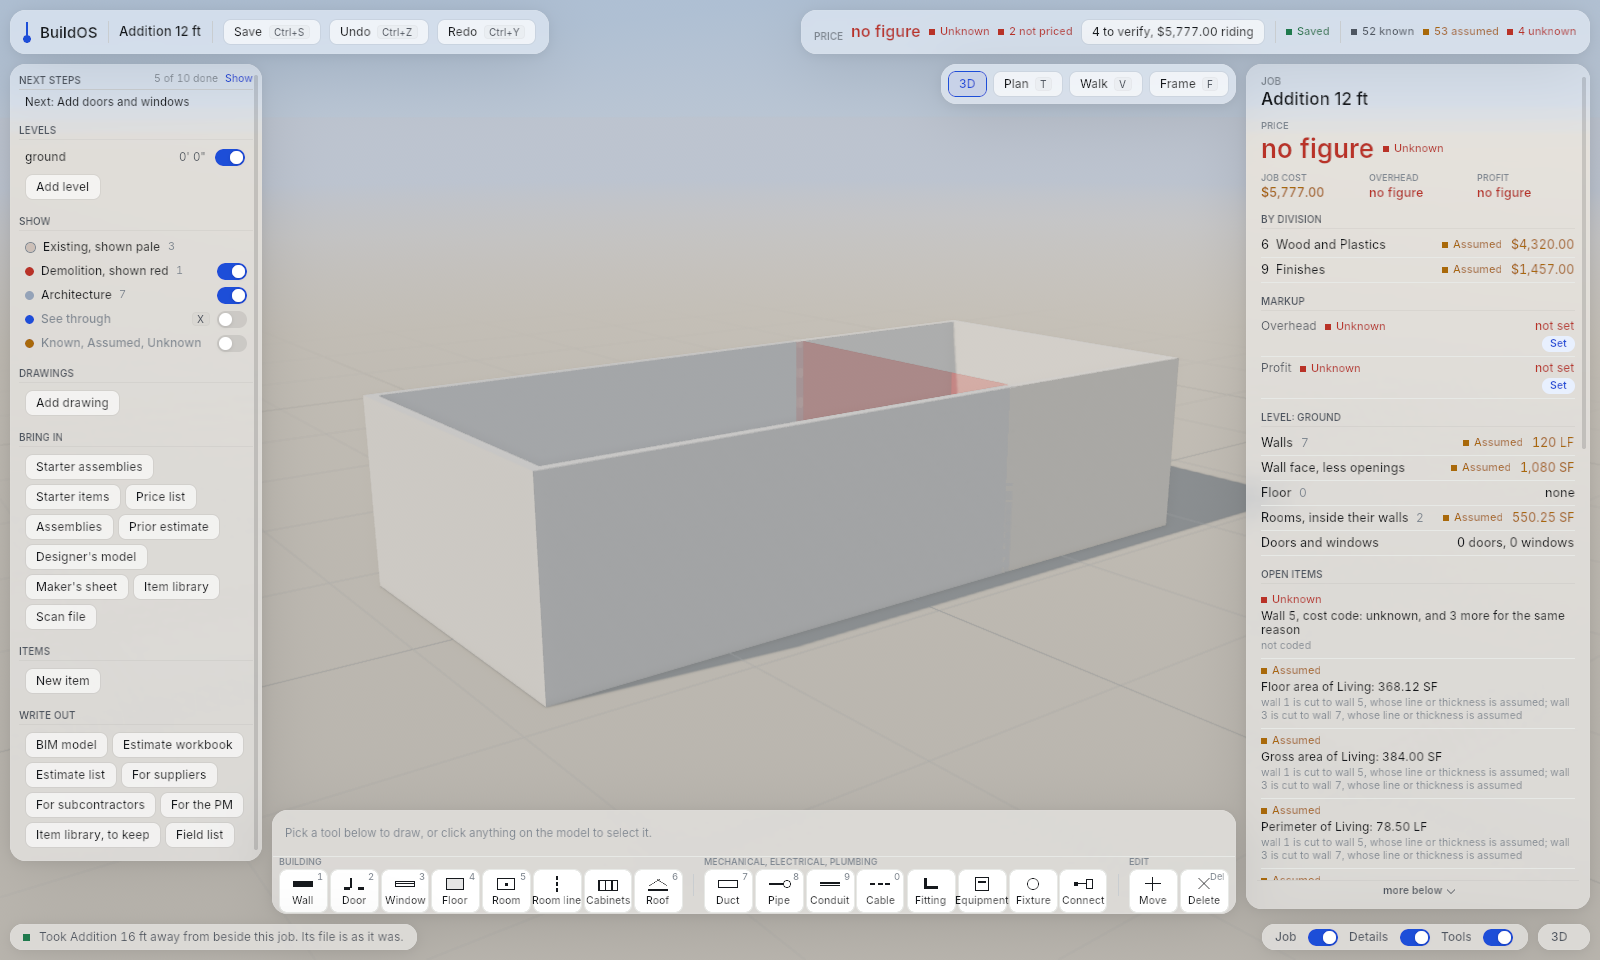 BuildOS
Addition 12 ft
Save Ctrl+S
Undo Ctrl+Z
Redo Ctrl+Y
PRICE no figure Unknown 2 not priced
4 to verify, $5,777.00 riding
Saved
52 known 53 assumed 4 unknown
NEXT STEPS 5 of 10 done Show
Next: Add doors and windows
LEVELS
ground 0' 0"
Add level
SHOW
Existing, shown pale 3
Demolition, shown red 1
Architecture 7
See through X
Known, Assumed, Unknown
DRAWINGS
Add drawing
BRING IN
Starter assemblies
Starter items Price list
Assemblies Prior estimate
Designer's model
Maker's sheet Item library
Scan file
ITEMS
New item
WRITE OUT
BIM model Estimate workbook
Estimate list For suppliers
For subcontractors For the PM
Item library, to keep Field list
3D Plan T Walk V Frame F
JOB
Addition 12 ft
PRICE
no figure Unknown
JOB COST OVERHEAD PROFIT
$5,777.00 no figure no figure
BY DIVISION
6 Wood and Plastics Assumed $4,320.00
9 Finishes Assumed $1,457.00
MARKUP
Overhead Unknown not set
Set
Profit Unknown not set
Set
LEVEL: GROUND
Walls 7 Assumed 120 LF
Wall face, less openings Assumed 1,080 SF
Floor 0 none
Rooms, inside their walls 2 Assumed 550.25 SF
Doors and windows 0 doors, 0 windows
OPEN ITEMS
Unknown
Wall 5, cost code: unknown, and 3 more for the same
reason
not coded
Assumed
Floor area of Living: 368.12 SF
wall 1 is cut to wall 5, whose line or thickness is assumed; wall
3 is cut to wall 7, whose line or thickness is assumed
Assumed
Gross area of Living: 384.00 SF
wall 1 is cut to wall 5, whose line or thickness is assumed; wall
3 is cut to wall 7, whose line or thickness is assumed
Assumed
Perimeter of Living: 78.50 LF
wall 1 is cut to wall 5, whose line or thickness is assumed; wall
3 is cut to wall 7, whose line or thickness is assumed
more below
Pick a tool below to draw, or click anything on the model to select it.
BUILDING MECHANICAL, ELECTRICAL, PLUMBING EDIT
1 2 3 4 5 6 7 8 9 0 Del
Wall Door Window Floor Room Room line Cabinets Roof Duct Pipe Conduit Cable Fitting Equipment Fixture Connect Move Delete
Took Addition 16 ft away from beside this job. Its file is as it was.
Job Details Tools 3D